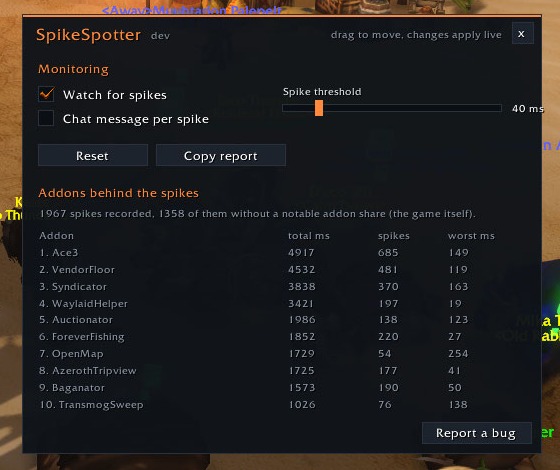 <Away>Mushtation Palepelt
SpikeSpotter dev
drag to move, changes apply live
x
Monitoring
Watch for spikes
Spike threshold
40 ms
Chat message per spike
Reset
Copy report
Addons behind the spikes
1967 spikes recorded, 1358 of them without a notable addon share (the game itself).
Addon total ms spikes worst ms
1. Ace3 4917 685 149
2. VendorFloor 4532 481 119
3. Syndicator 3838 370 163
4. WaylaidHelper 3421 197 19
5. Auctionator 1986 138 123
6. ForeverFishing 1852 220 27
7. OpenMap 1729 54 254
8. AzerothTripview 1725 177 41
9. Baganator 1573 190 50
10. TransmogSweep 1026 76 138
Report a bug